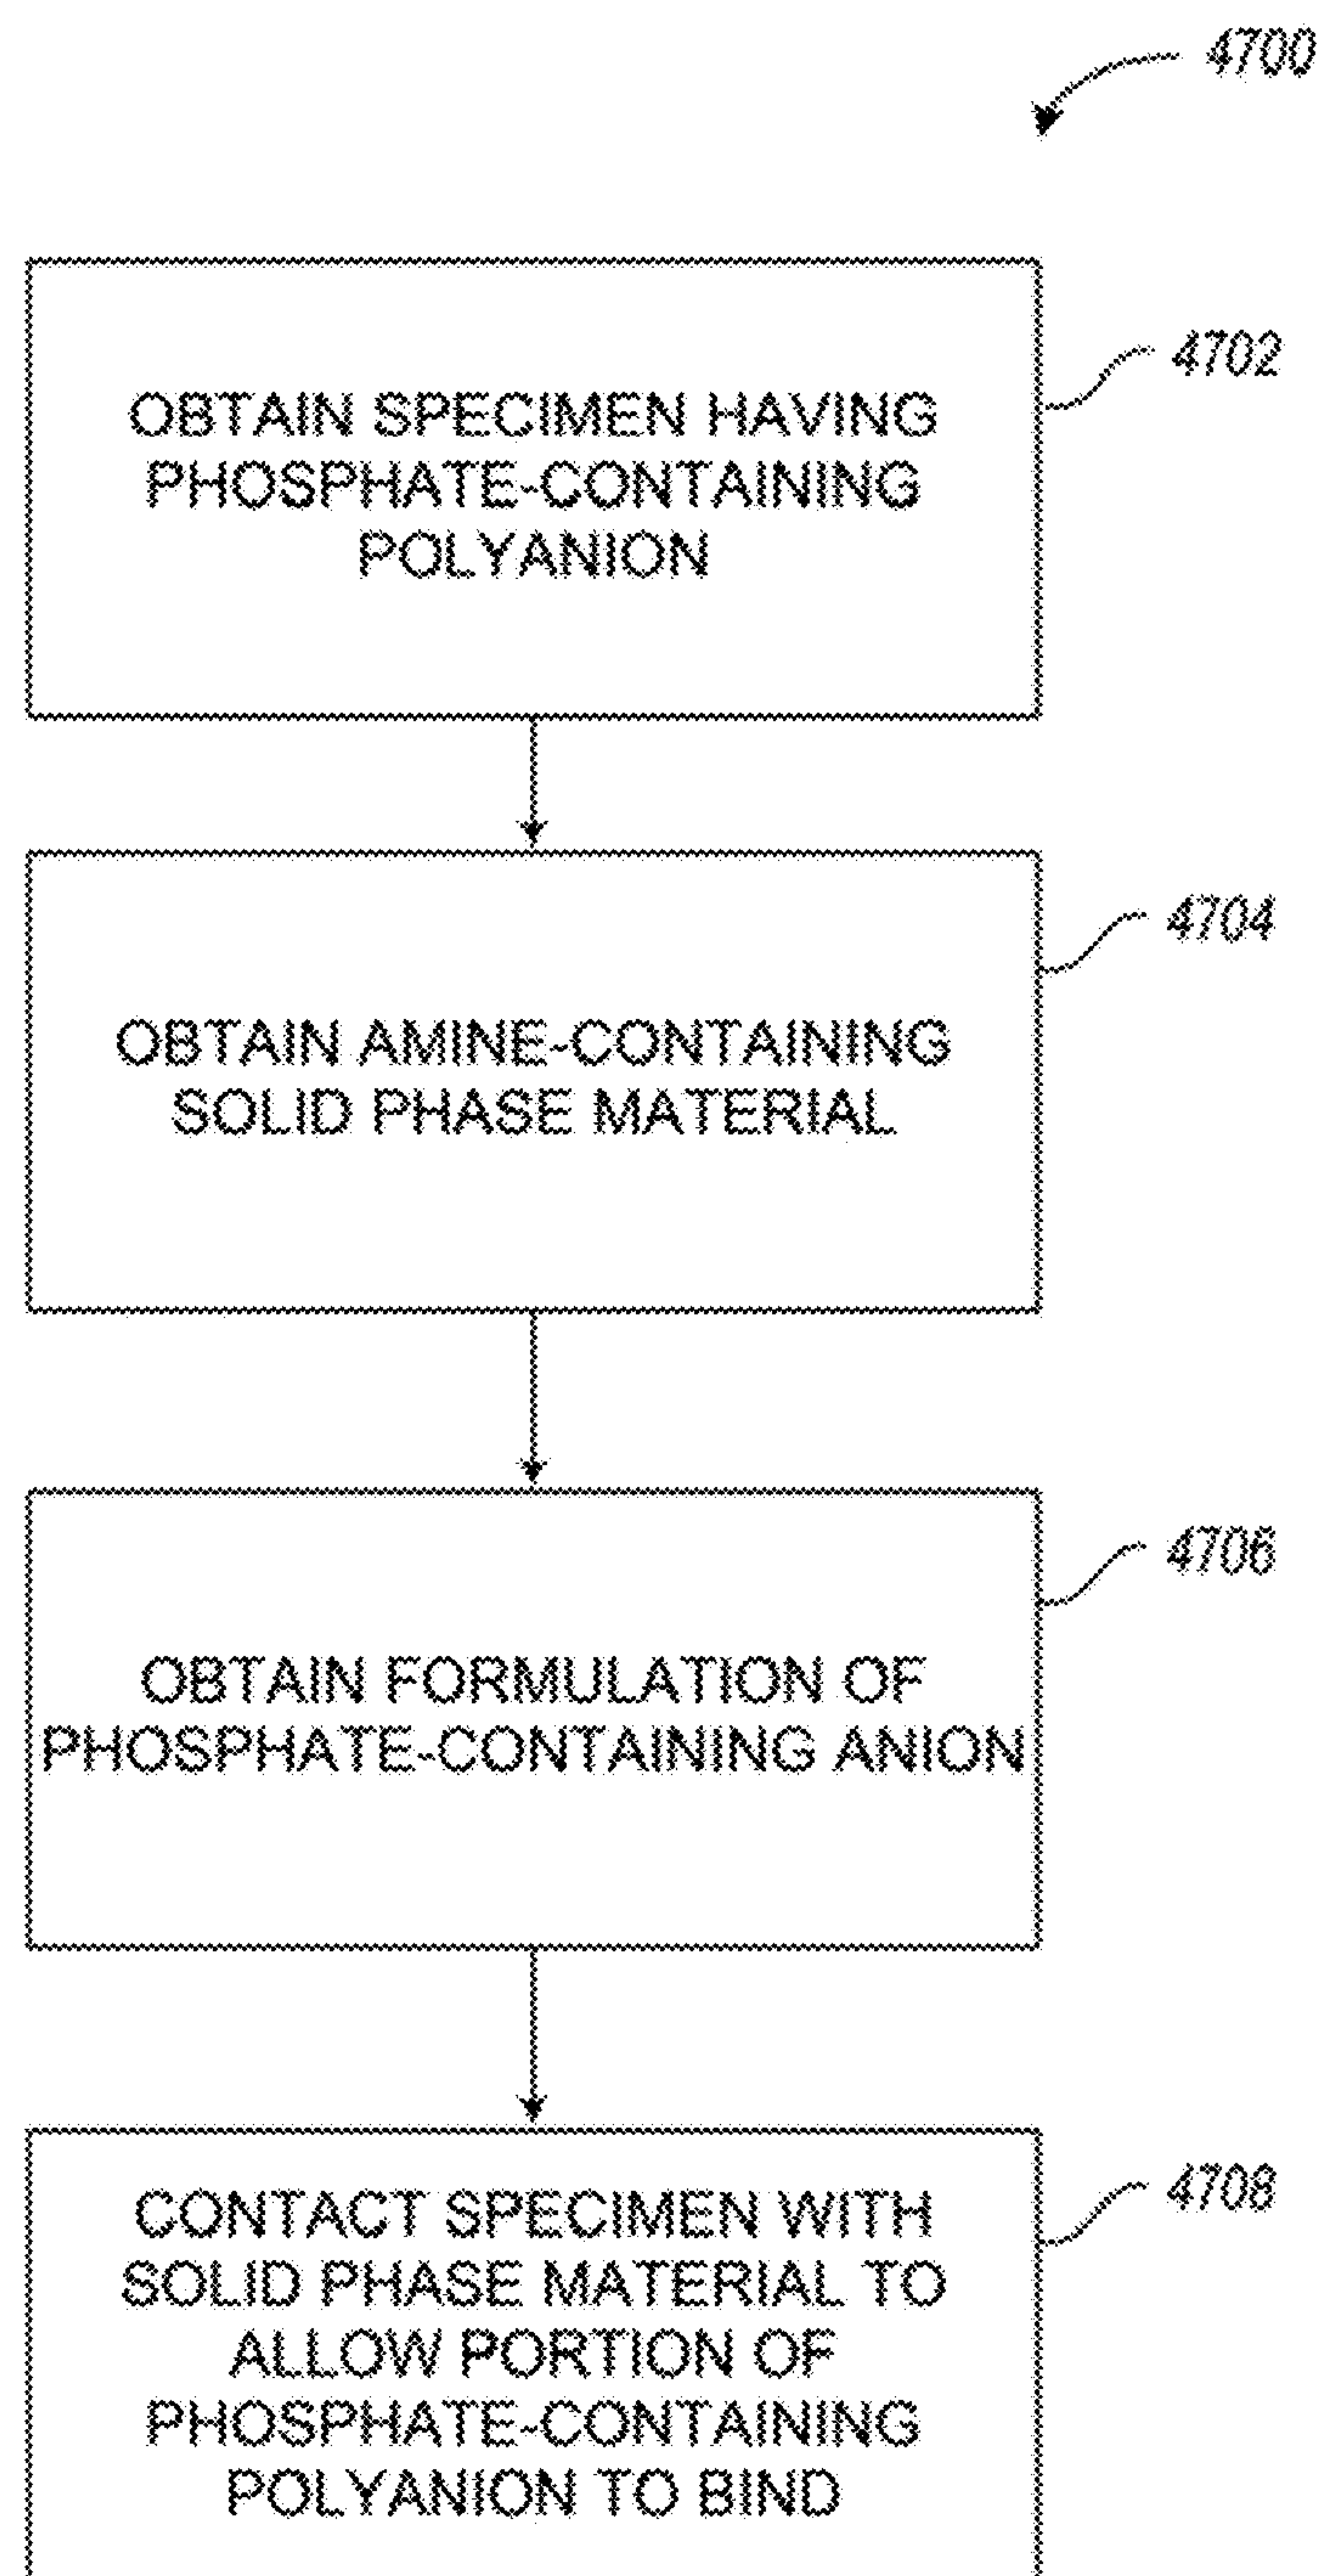 4700
4702
OBTAIN SPECIMEN HAVING
PHOSPHATE-CONTAINING
POLYANION
4704
OBTAIN AMINE-CONTAINING
SOLID PHASE MATERIAL
4706
OBTAIN FORMULATION OF
PHOSPHATE-CONTAINING ANION
4708
CONTACT SPECIMEN WITH
SOLID PHASE MATERIAL TO
ALLOW PORTION OF
PHOSPHATE-CONTAINING
POLYANION TO BIND